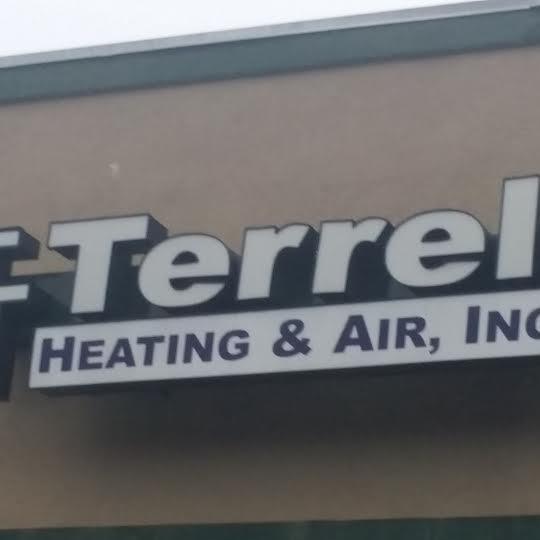 Terrel
HEATING & AIR, INC